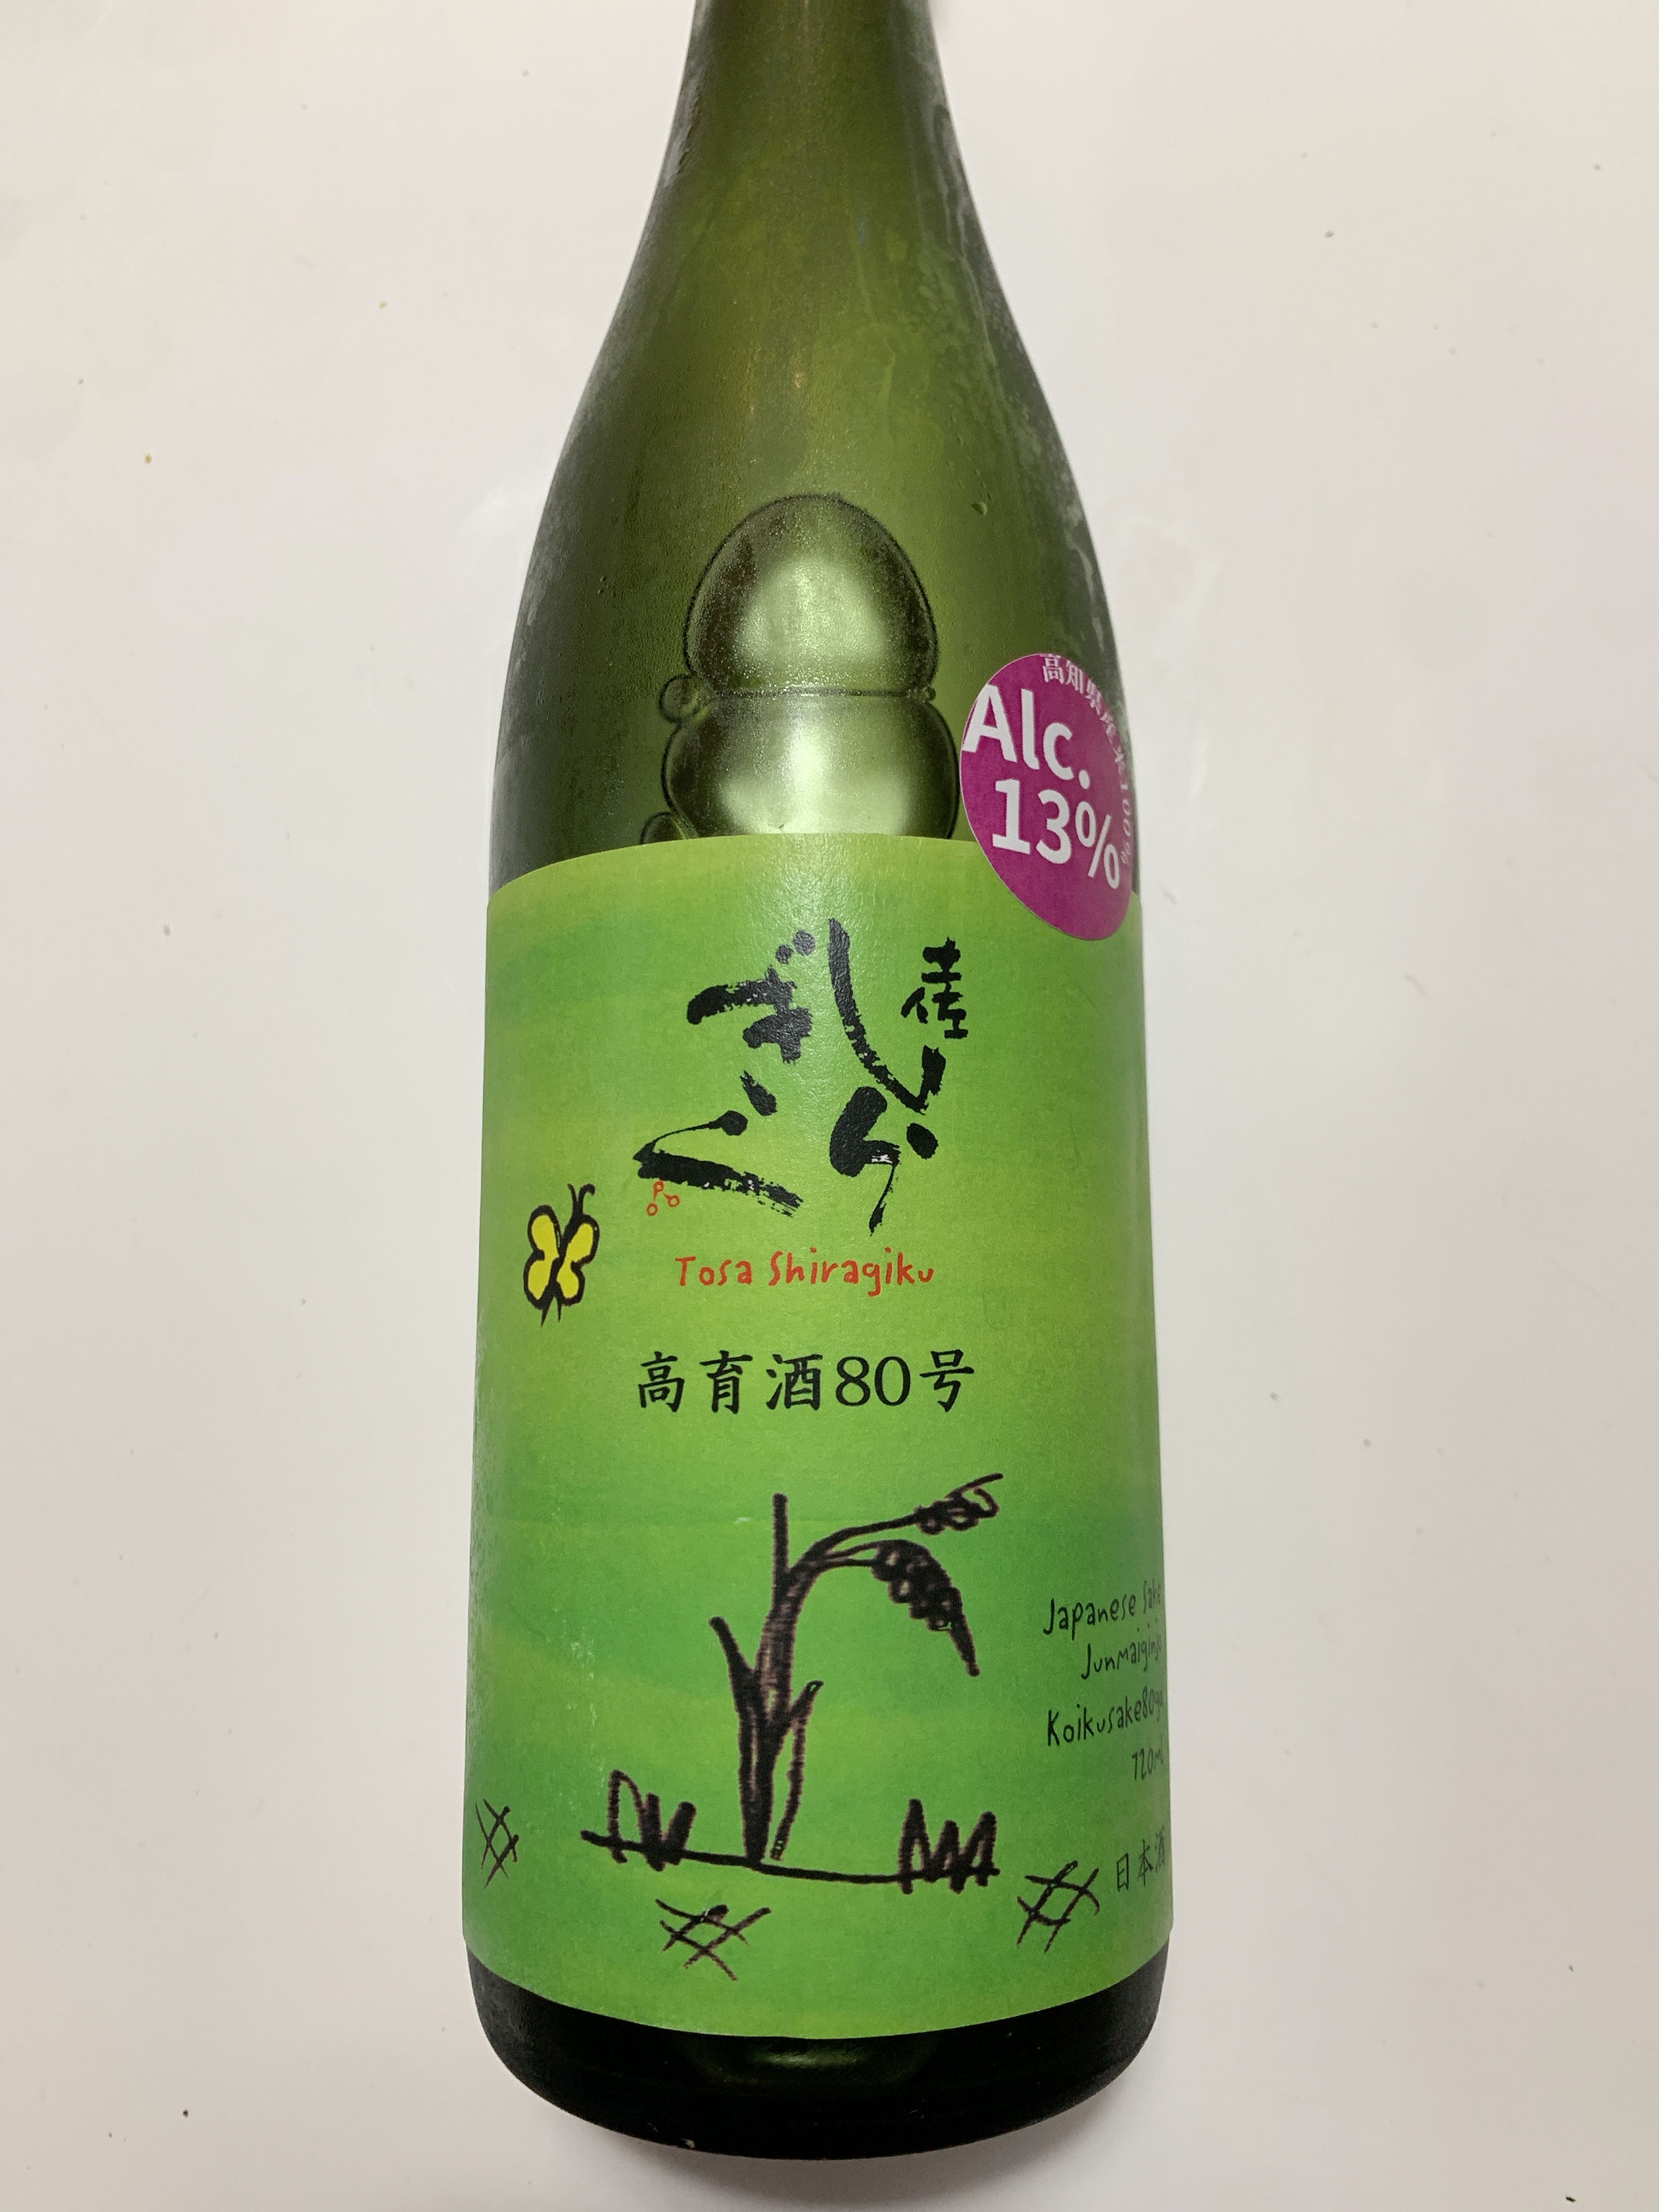 高知県産米100%
Alc.
13%
土佐
しら
ぎく
Tosa Shiragiku
高育酒80号
Japanese Sake
Junmaiginjo
Koikusake80go
720ml
日本酒